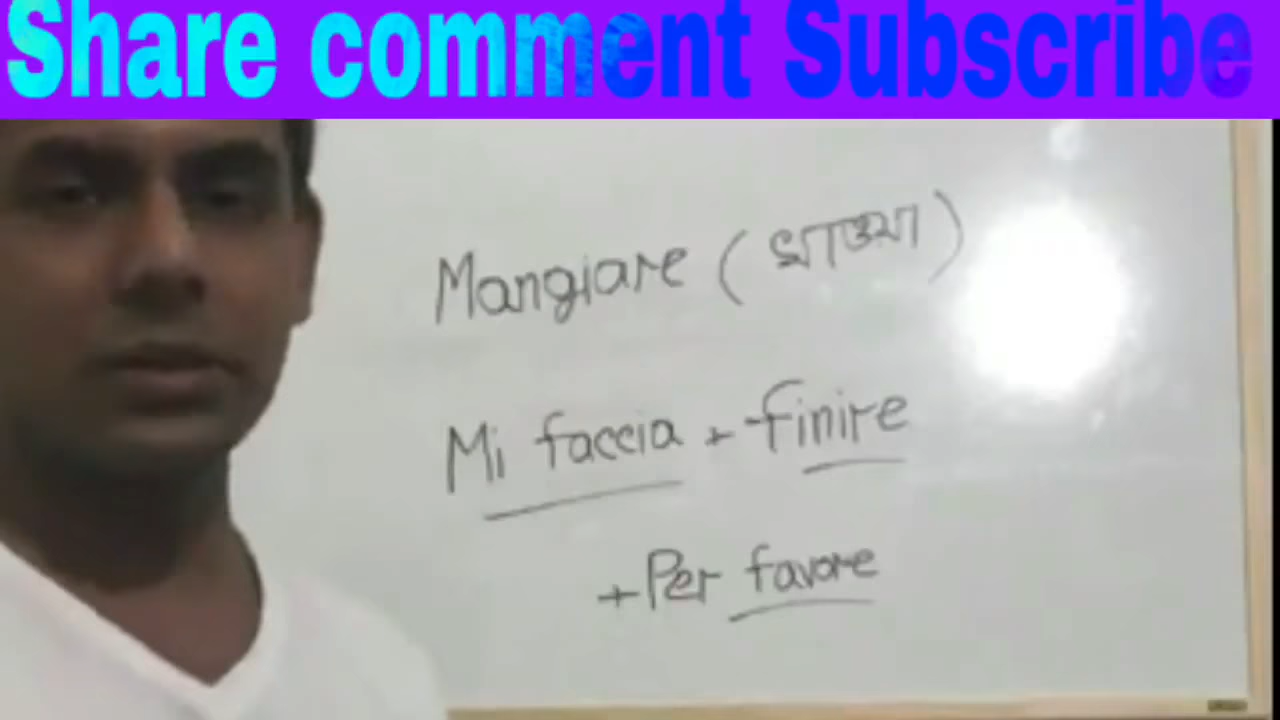 Share comment Subscribe
Mangiare (খাওয়া)
Mi faccia + finire
+ Per favore